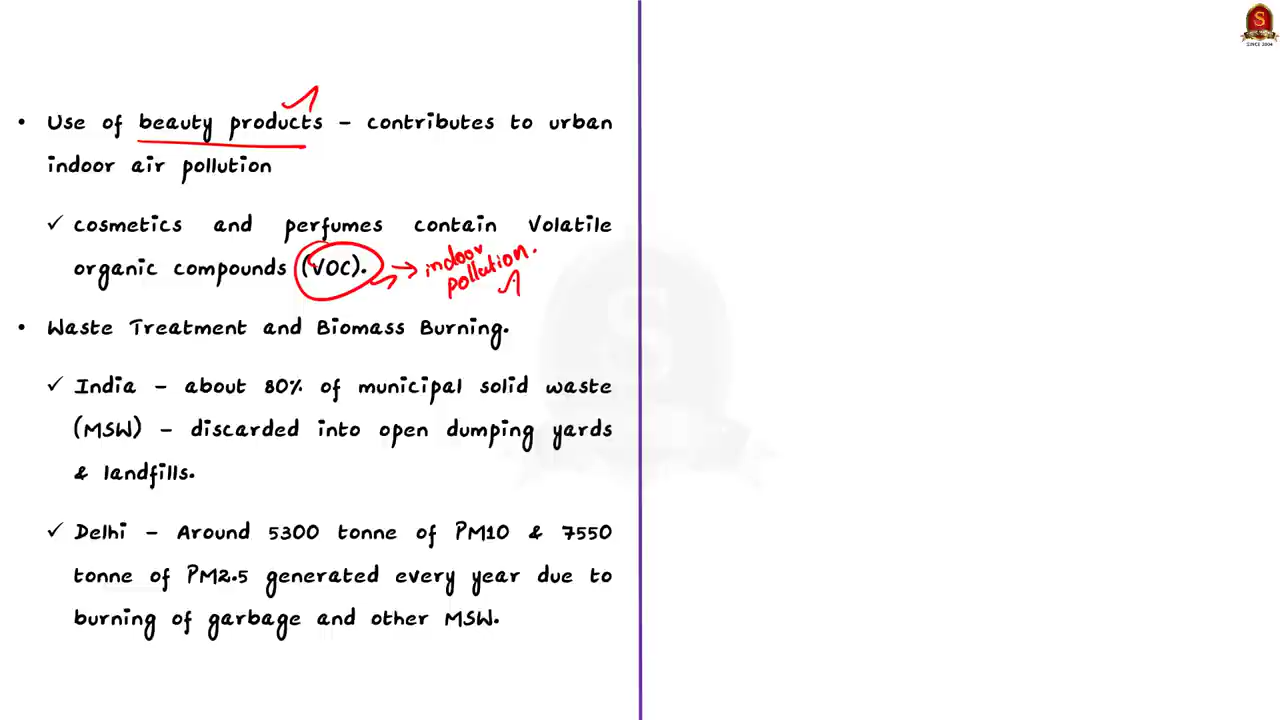 • Use of beauty products – contributes to urban
indoor air pollution
✓ cosmetics and perfumes contain Volatile
organic compounds (VOC). → indoor pollution.
• Waste Treatment and Biomass Burning.
✓ India – about 80% of municipal solid waste
(MSW) – discarded into open dumping yards
& landfills.
✓ Delhi – Around 5300 tonne of PM10 & 7550
tonne of PM2.5 generated every year due to
burning of garbage and other MSW.
S
SINCE 2004